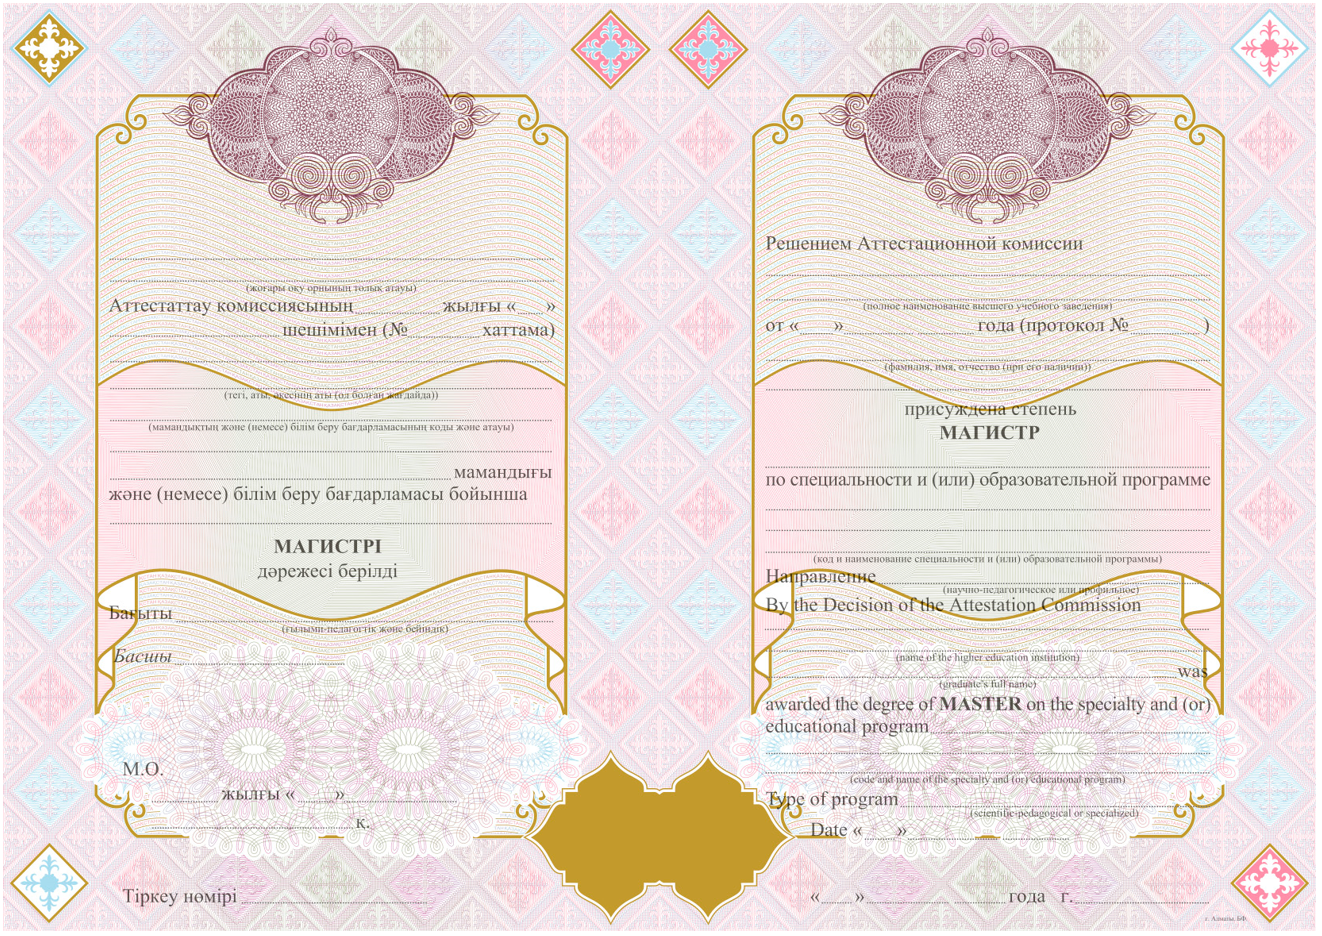 (жоғары оқу орнының толық атауы)
Аттестаттау комиссиясының жылғы « »
шешімімен (№ хаттама)
(тегі, аты, әкесінің аты (ол болған жағдайда))
(мамандықтың және (немесе) білім беру бағдарламасының коды және атауы)
мамандығы
және (немесе) білім беру бағдарламасы бойынша
МАГИСТРІ
дәрежесі берілді
Бағыты
(ғылыми-педагогтік және бейіндік)
Басшы
М.О.
жылғы « »
қ.
Тіркеу нөмірі
Решением Аттестационной комиссии
(полное наименование высшего учебного заведения)
от « » года (протокол № )
(фамилия, имя, отчество (при его наличии))
присуждена степень
МАГИСТР
по специальности и (или) образовательной программе
(код и наименование специальности и (или) образовательной программы)
Направление
(научно-педагогическое или профильное)
By the Decision of the Attestation Commission
(name of the higher education institution)
was
(graduate's full name)
awarded the degree of MASTER on the specialty and (or)
educational program
(code and name of the specialty and (or) educational program)
Type of program
(scientific-pedagogical or specialized)
Date « »
« » года г.
г. Алматы, БФ.